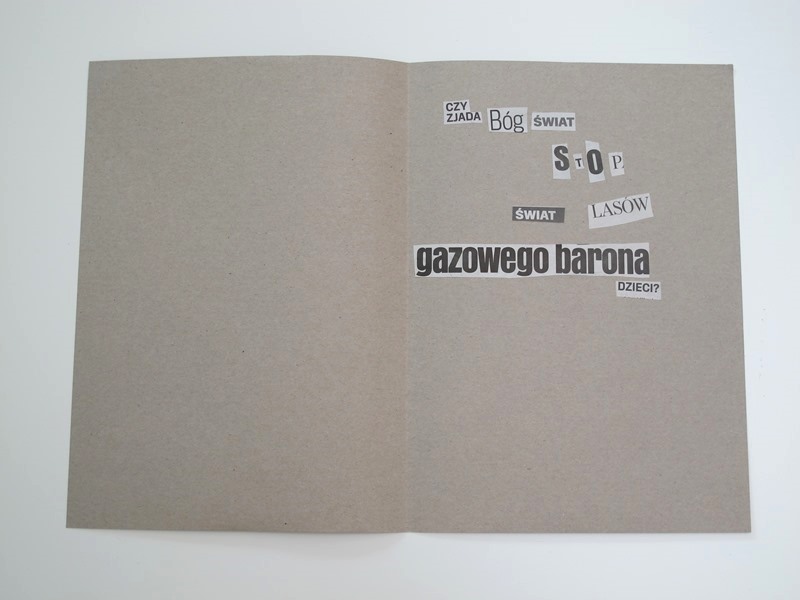 CZY
ZJADA Bóg ŚWIAT
STOP
ŚWIAT LASÓW
gazowego barona
DZIECI?